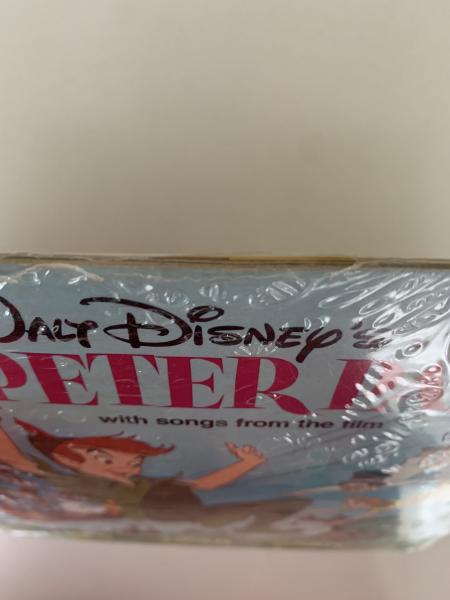 Walt Disney's
PETER
with songs from the film